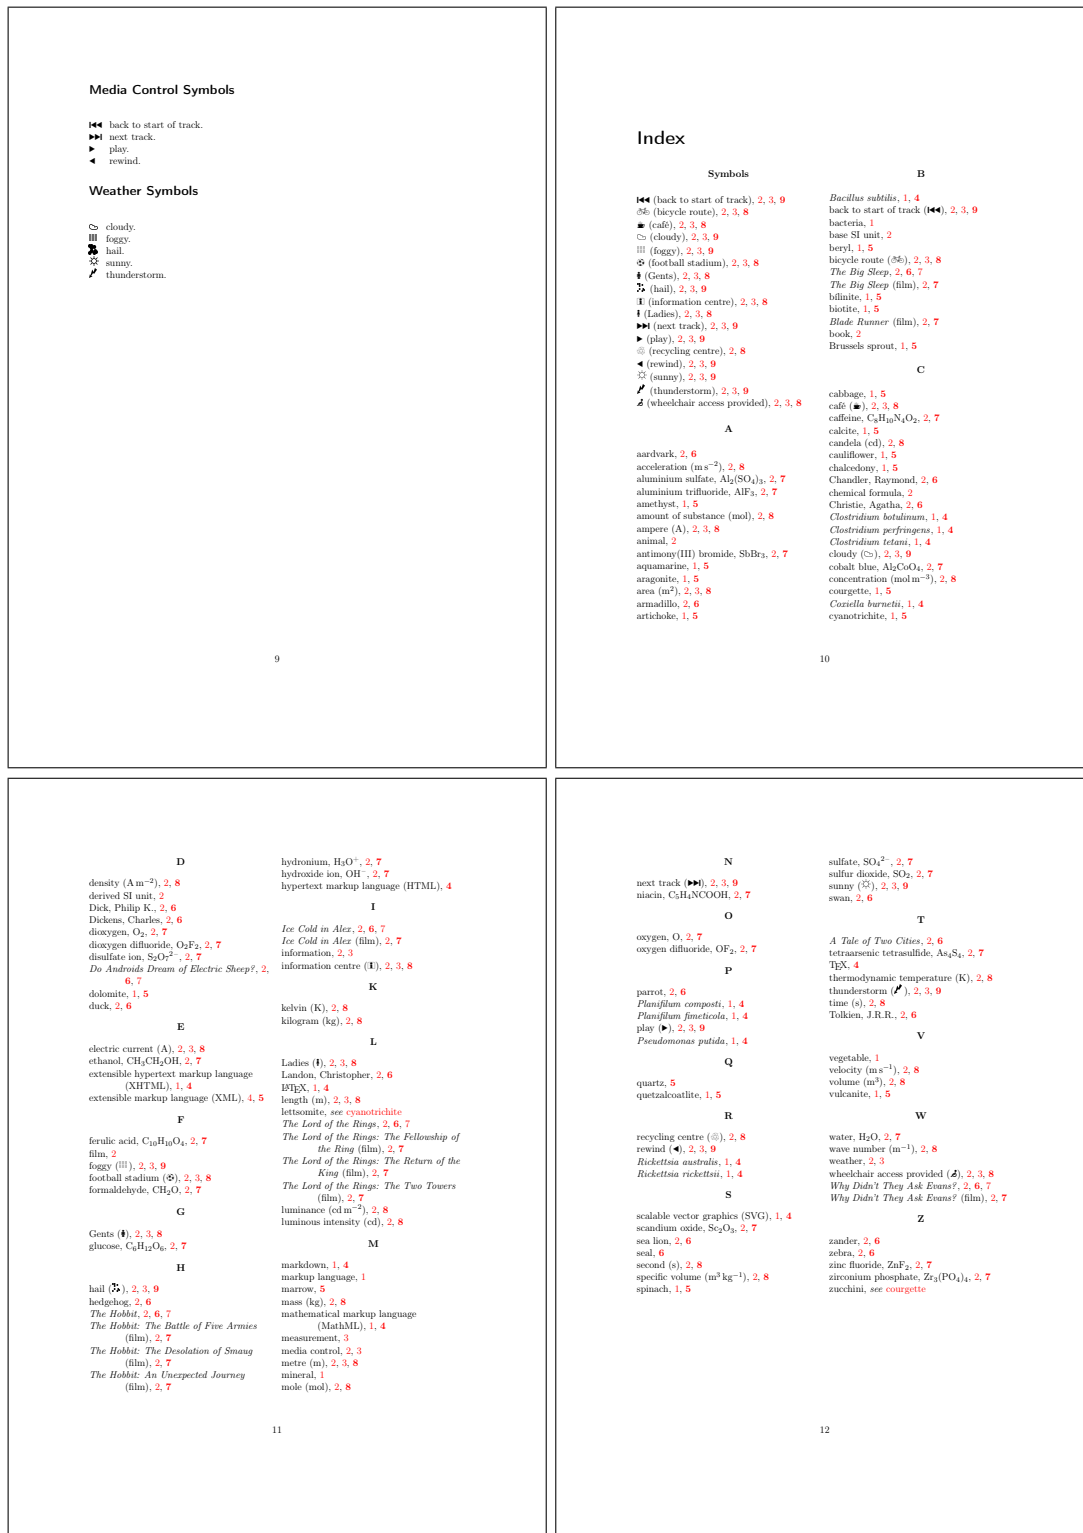 Media Control Symbols
⏮ back to start of track.
⏭ next track.
▶ play.
◀ rewind.
Weather Symbols
cloudy.
foggy.
hail.
sunny.
thunderstorm.
9
Index
Symbols
⏮ (back to start of track), 2, 3, 9
(bicycle route), 2, 3, 8
(café), 2, 3, 8
(cloudy), 2, 3, 9
(foggy), 2, 3, 9
(football stadium), 2, 3, 8
(Gents), 2, 3, 8
(hail), 2, 3, 9
(information centre), 2, 3, 8
(Ladies), 2, 3, 8
⏭ (next track), 2, 3, 9
▶ (play), 2, 3, 9
(recycling centre), 2, 8
◀ (rewind), 2, 3, 9
(sunny), 2, 3, 9
(thunderstorm), 2, 3, 9
(wheelchair access provided), 2, 3, 8
A
aardvark, 2, 6
acceleration (m s⁻²), 2, 8
aluminium sulfate, Al₂(SO₄)₃, 2, 7
aluminium trifluoride, AlF₃, 2, 7
amethyst, 1, 5
amount of substance (mol), 2, 8
ampere (A), 2, 3, 8
animal, 2
antimony(III) bromide, SbBr₃, 2, 7
aquamarine, 1, 5
aragonite, 1, 5
area (m²), 2, 3, 8
armadillo, 2, 6
artichoke, 1, 5
B
Bacillus subtilis, 1, 4
back to start of track (⏮), 2, 3, 9
bacteria, 1
base SI unit, 2
beryl, 1, 5
bicycle route (), 2, 3, 8
The Big Sleep, 2, 6, 7
The Big Sleep (film), 2, 7
bilinite, 1, 5
biotite, 1, 5
Blade Runner (film), 2, 7
book, 2
Brussels sprout, 1, 5
C
cabbage, 1, 5
café (), 2, 3, 8
caffeine, C₈H₁₀N₄O₂, 2, 7
calcite, 1, 5
candela (cd), 2, 8
cauliflower, 1, 5
chalcedony, 1, 5
Chandler, Raymond, 2, 6
chemical formula, 2
Christie, Agatha, 2, 6
Clostridium botulinum, 1, 4
Clostridium perfringens, 1, 4
Clostridium tetani, 1, 4
cloudy (), 2, 3, 9
cobalt blue, Al₂CoO₄, 2, 7
concentration (mol m⁻³), 2, 8
courgette, 1, 5
Coxiella burnetii, 1, 4
cyanotrichite, 1, 5
10
D
density (A m⁻²), 2, 8
derived SI unit, 2
Dick, Philip K., 2, 6
Dickens, Charles, 2, 6
dioxygen, O₂, 2, 7
dioxygen difluoride, O₂F₂, 2, 7
disulfate ion, S₂O₇²⁻, 2, 7
Do Androids Dream of Electric Sheep?, 2,
6, 7
dolomite, 1, 5
duck, 2, 6
E
electric current (A), 2, 3, 8
ethanol, CH₃CH₂OH, 2, 7
extensible hypertext markup language
(XHTML), 1, 4
extensible markup language (XML), 4, 5
F
ferulic acid, C₁₀H₁₀O₄, 2, 7
film, 2
foggy (), 2, 3, 9
football stadium (), 2, 3, 8
formaldehyde, CH₂O, 2, 7
G
Gents (), 2, 3, 8
glucose, C₆H₁₂O₆, 2, 7
H
hail (), 2, 3, 9
hedgehog, 2, 6
The Hobbit, 2, 6, 7
The Hobbit: The Battle of Five Armies
(film), 2, 7
The Hobbit: The Desolation of Smaug
(film), 2, 7
The Hobbit: An Unexpected Journey
(film), 2, 7
hydronium, H₃O⁺, 2, 7
hydroxide ion, OH⁻, 2, 7
hypertext markup language (HTML), 4
I
Ice Cold in Alex, 2, 6, 7
Ice Cold in Alex (film), 2, 7
information, 2, 3
information centre (), 2, 3, 8
K
kelvin (K), 2, 8
kilogram (kg), 2, 8
L
Ladies (), 2, 3, 8
Landon, Christopher, 2, 6
LATEX, 1, 4
length (m), 2, 3, 8
lettsomite, see cyanotrichite
The Lord of the Rings, 2, 6, 7
The Lord of the Rings: The Fellowship of
the Ring (film), 2, 7
The Lord of the Rings: The Return of the
King (film), 2, 7
The Lord of the Rings: The Two Towers
(film), 2, 7
luminance (cd m⁻²), 2, 8
luminous intensity (cd), 2, 8
M
markdown, 1, 4
markup language, 1
marrow, 5
mass (kg), 2, 8
mathematical markup language
(MathML), 1, 4
measurement, 3
media control, 2, 3
metre (m), 2, 3, 8
mineral, 1
mole (mol), 2, 8
11
N
next track (⏭), 2, 3, 9
niacin, C₅H₄NCOOH, 2, 7
O
oxygen, O, 2, 7
oxygen difluoride, OF₂, 2, 7
P
parrot, 2, 6
Planifilum composti, 1, 4
Planifilum fimeticola, 1, 4
play (▶), 2, 3, 9
Pseudomonas putida, 1, 4
Q
quartz, 5
quetzalcoatlite, 1, 5
R
recycling centre (), 2, 8
rewind (◀), 2, 3, 9
Rickettsia australis, 1, 4
Rickettsia rickettsii, 1, 4
S
scalable vector graphics (SVG), 1, 4
scandium oxide, Sc₂O₃, 2, 7
sea lion, 2, 6
seal, 6
second (s), 2, 8
specific volume (m³ kg⁻¹), 2, 8
spinach, 1, 5
sulfate, SO₄²⁻, 2, 7
sulfur dioxide, SO₂, 2, 7
sunny (), 2, 3, 9
swan, 2, 6
T
A Tale of Two Cities, 2, 6
tetraarsenic tetrasulfide, As₄S₄, 2, 7
TEX, 4
thermodynamic temperature (K), 2, 8
thunderstorm (), 2, 3, 9
time (s), 2, 8
Tolkien, J.R.R., 2, 6
V
vegetable, 1
velocity (m s⁻¹), 2, 8
volume (m³), 2, 8
vulcanite, 1, 5
W
water, H₂O, 2, 7
wave number (m⁻¹), 2, 8
weather, 2, 3
wheelchair access provided (), 2, 3, 8
Why Didn't They Ask Evans?, 2, 6, 7
Why Didn't They Ask Evans? (film), 2, 7
Z
zander, 2, 6
zebra, 2, 6
zinc fluoride, ZnF₂, 2, 7
zirconium phosphate, Zr₃(PO₄)₄, 2, 7
zucchini, see courgette
12